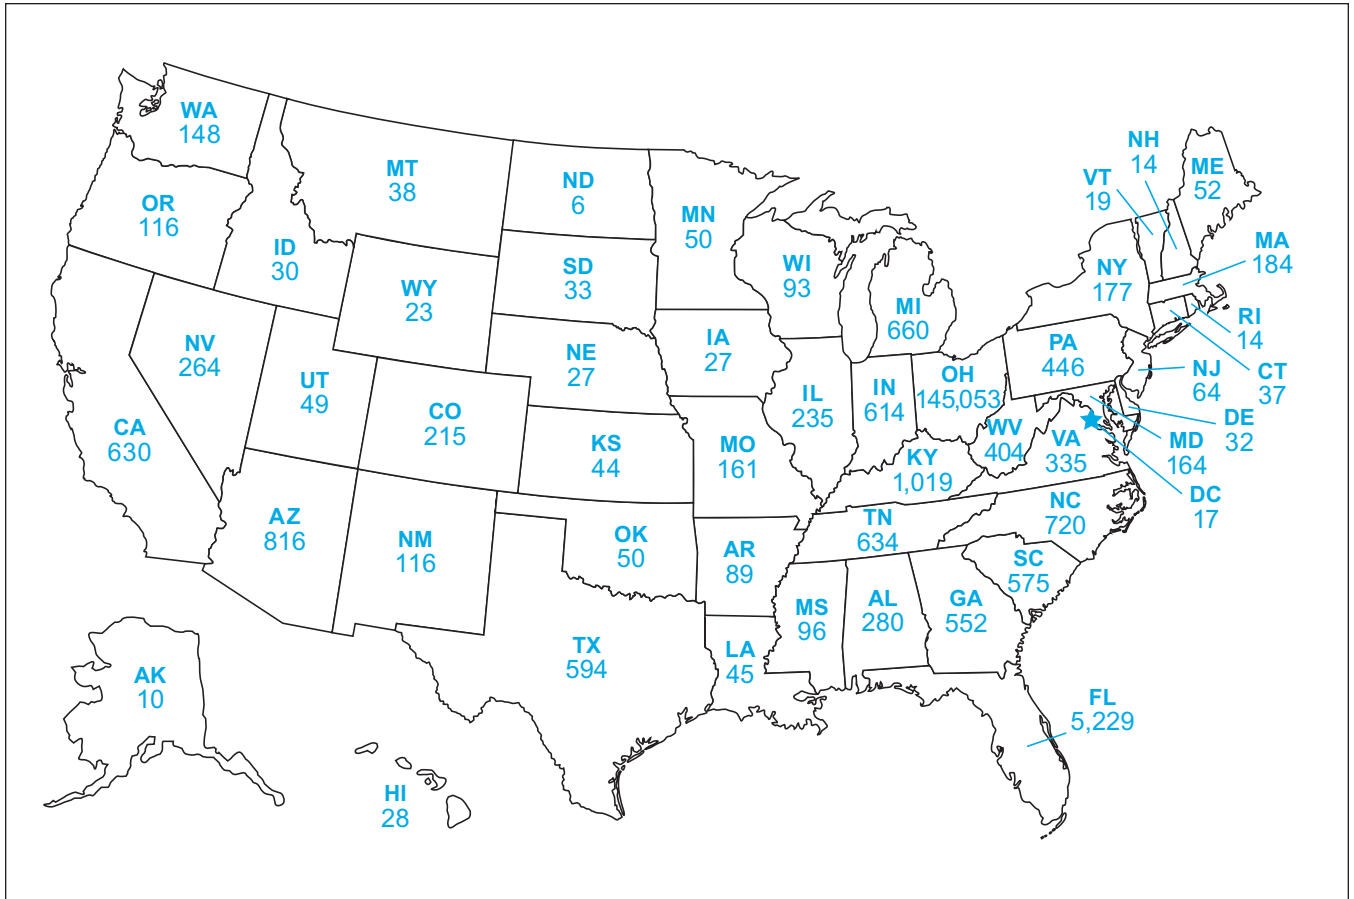 WA
148
MT
38
ND
6
MN
50
NH
14
VT
19
ME
52
OR
116
ID
30
WY
23
SD
33
WI
93
MI
660
NY
177
MA
184
RI
14
CT
37
NJ
64
PA
446
DE
32
MD
164
DC
17
NV
264
UT
49
CO
215
NE
27
IA
27
IL
235
IN
614
OH
145,053
WV
404
VA
335
CA
630
KS
44
MO
161
KY
1,019
AZ
816
NM
116
OK
50
AR
89
TN
634
NC
720
SC
575
MS
96
AL
280
GA
552
TX
594
LA
45
FL
5,229
AK
10
HI
28